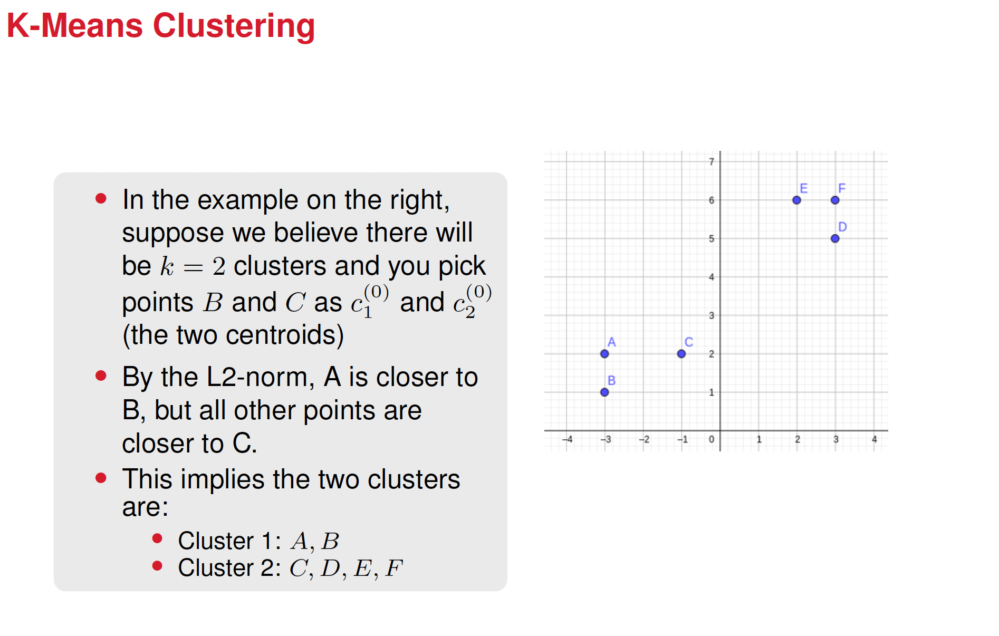 K-Means Clustering
• In the example on the right,
suppose we believe there will
be k = 2 clusters and you pick
points B and C as c₁⁽⁰⁾ and c₂⁽⁰⁾
(the two centroids)
• By the L2-norm, A is closer to
B, but all other points are
closer to C.
• This implies the two clusters
are:
• Cluster 1: A, B
• Cluster 2: C, D, E, F
7
E F
6
D
5
4
3
A C
2
B
1
–4 –3 –2 –1 0 1 2 3 4